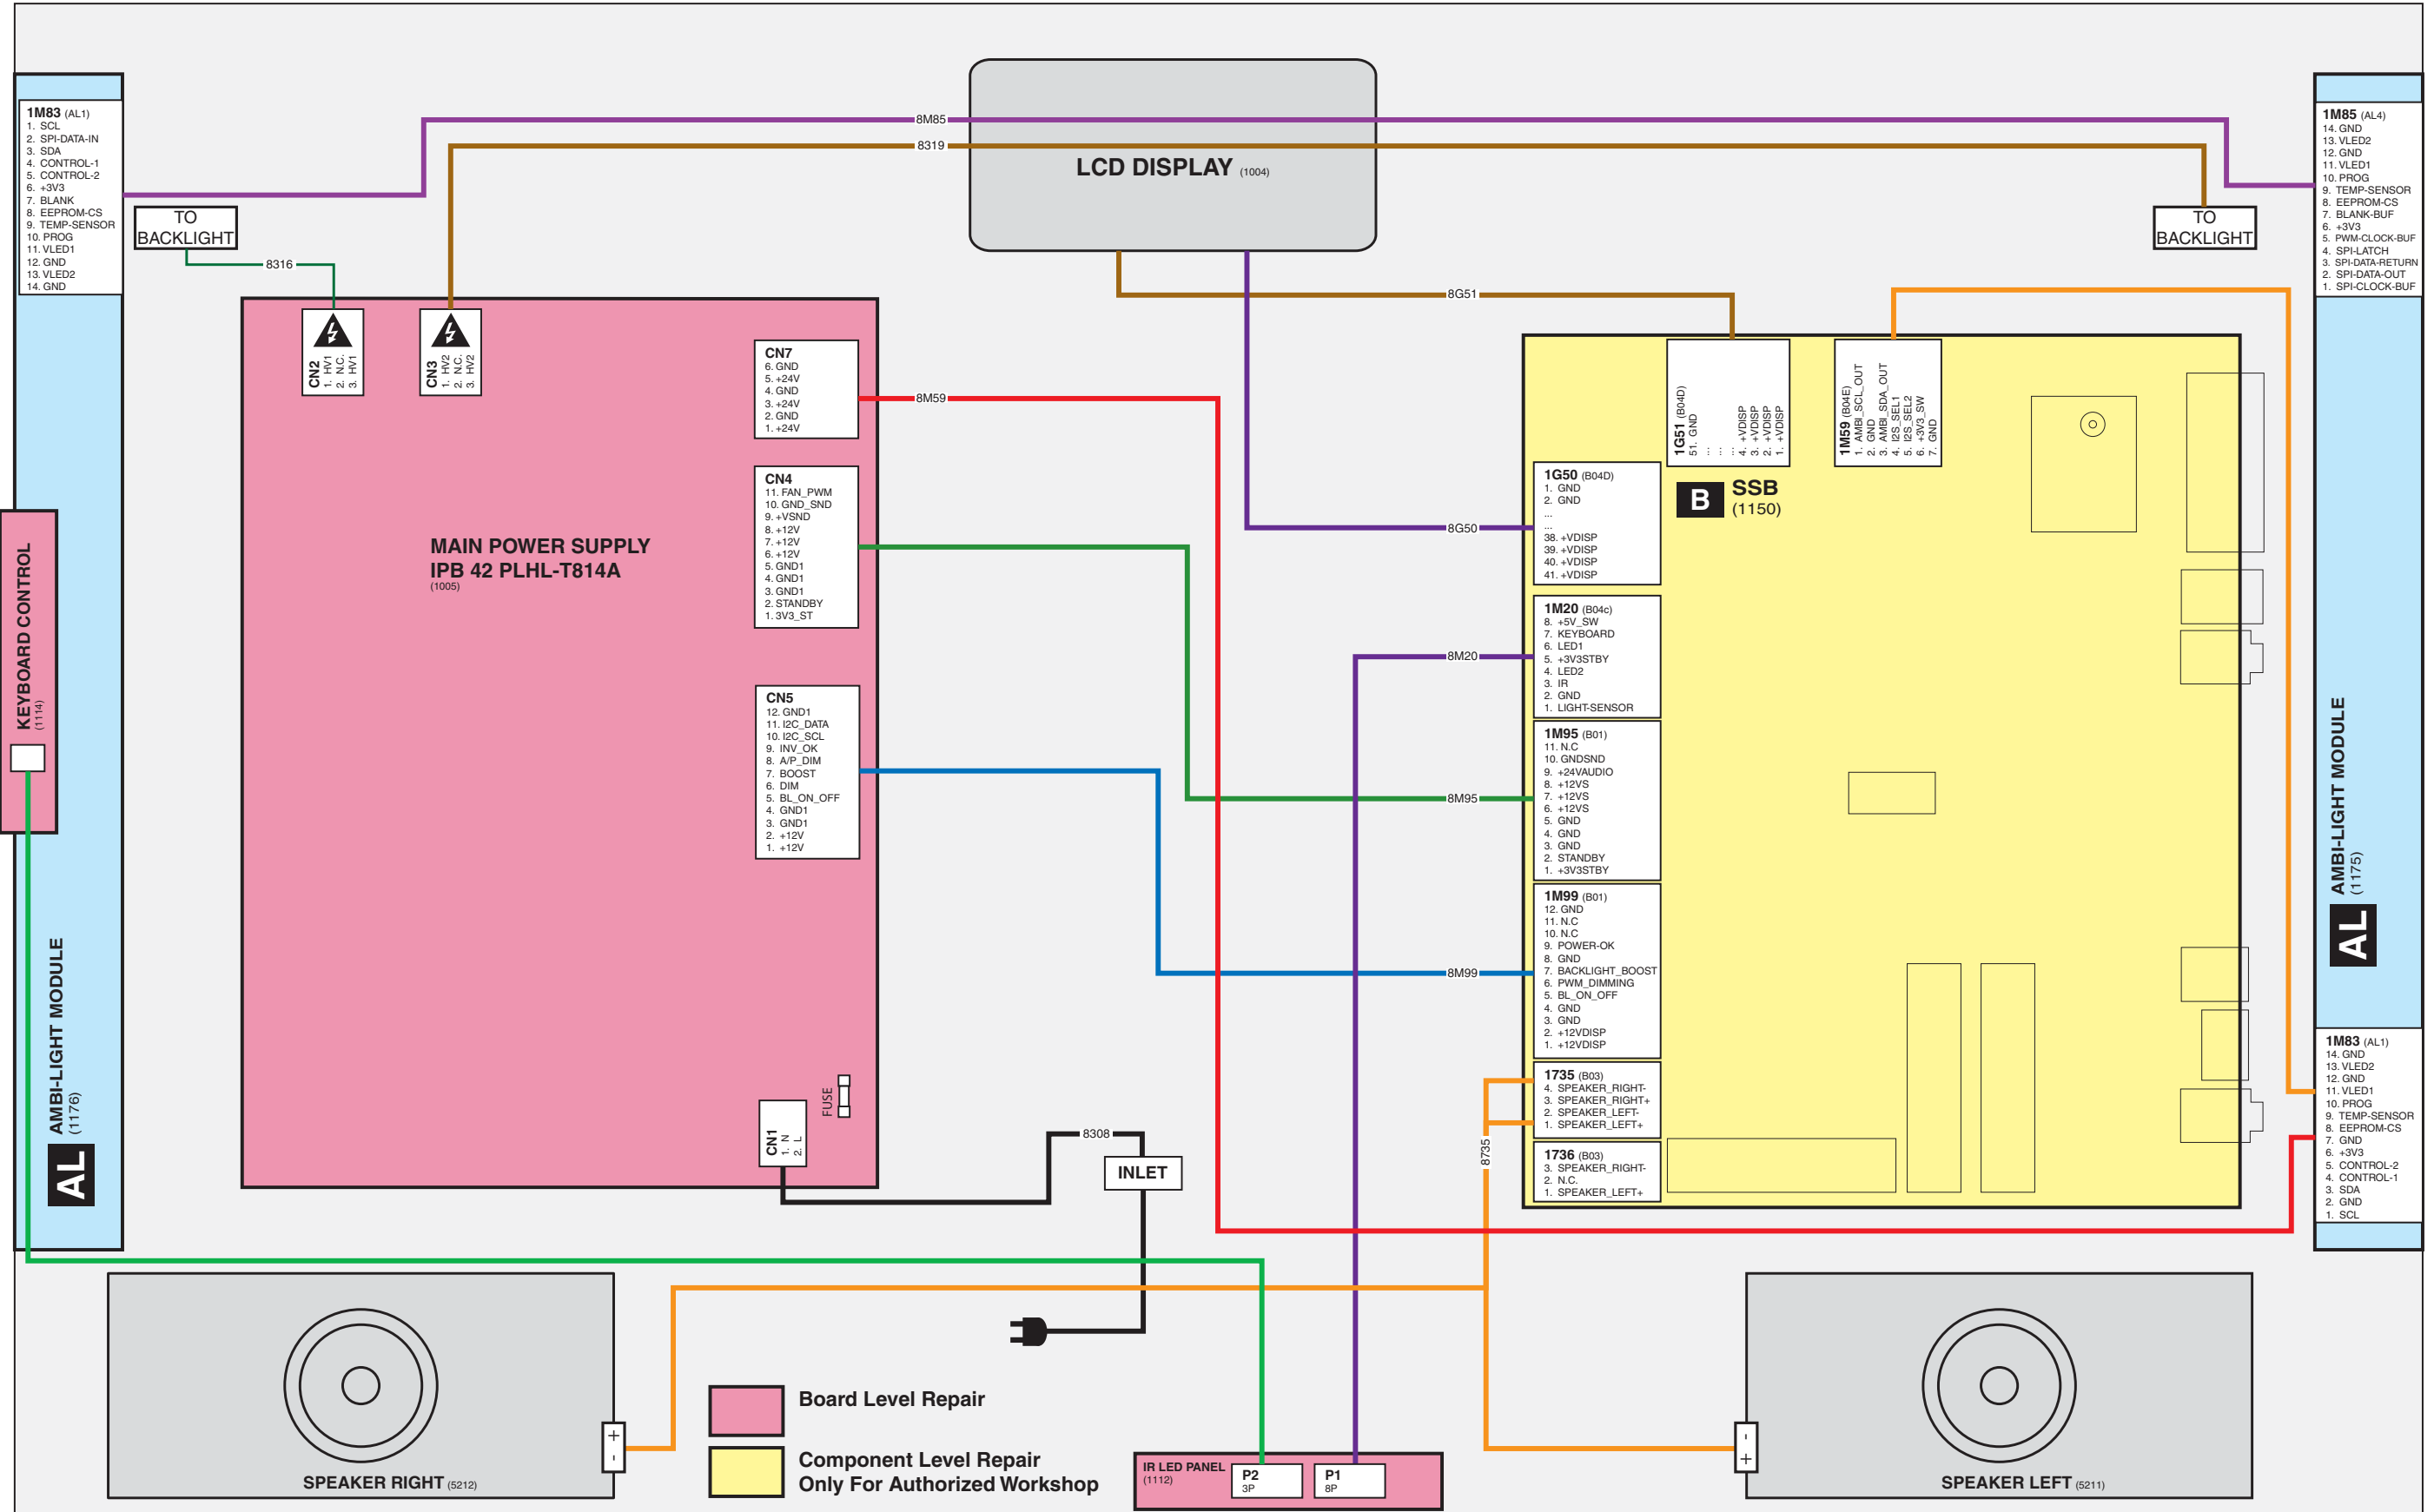 1M83 (AL1)
1. SCL
2. SPI-DATA-IN
3. SDA
4. CONTROL-1
5. CONTROL-2
6. +3V3
7. BLANK
8. EEPROM-CS
9. TEMP-SENSOR
10. PROG
11. VLED1
12. GND
13. VLED2
14. GND
TO
BACKLIGHT
8316
8M85
8319
LCD DISPLAY (1004)
8G51
TO
BACKLIGHT
1M85 (AL4)
14. GND
13. VLED2
12. GND
11. VLED1
10. PROG
9. TEMP-SENSOR
8. EEPROM-CS
7. BLANK-BUF
6. +3V3
5. PWM-CLOCK-BUF
4. SPI-LATCH
3. SPI-DATA-RETURN
2. SPI-DATA-OUT
1. SPI-CLOCK-BUF
KEYBOARD CONTROL
(1114)
AMBI-LIGHT MODULE
(1176)
AL
CN2
1. HV1
2. N.C.
3. HV1
CN3
1. HV2
2. N.C.
3. HV2
MAIN POWER SUPPLY
IPB 42 PLHL-T814A
(1005)
CN7
6. GND
5. +24V
4. GND
3. +24V
2. GND
1. +24V
8M59
CN4
11. FAN_PWM
10. GND_SND
9. +VSND
8. +12V
7. +12V
6. +12V
5. GND1
4. GND1
3. GND1
2. STANDBY
1. 3V3_ST
CN5
12. GND1
11. I2C_DATA
10. I2C_SCL
9. INV_OK
8. A/P_DIM
7. BOOST
6. DIM
5. BL_ON_OFF
4. GND1
3. GND1
2. +12V
1. +12V
FUSE
CN1
1. N
2. L
8308
INLET
8G50
8M20
8M95
8M99
8735
1G51 (B04D)
51. GND
...
...
...
4. +VDISP
3. +VDISP
2. +VDISP
1. +VDISP
1M59 (B04E)
1. AMBI_SCL_OUT
2. GND
3. AMBI_SDA_OUT
4. I2S_SEL1
5. I2S_SEL2
6. +3V3_SW
7. GND
B
SSB
(1150)
1G50 (B04D)
1. GND
2. GND
...
...
38. +VDISP
39. +VDISP
40. +VDISP
41. +VDISP
1M20 (B04c)
8. +5V_SW
7. KEYBOARD
6. LED1
5. +3V3STBY
4. LED2
3. IR
2. GND
1. LIGHT-SENSOR
1M95 (B01)
11. N.C
10. GNDSND
9. +24VAUDIO
8. +12VS
7. +12VS
6. +12VS
5. GND
4. GND
3. GND
2. STANDBY
1. +3V3STBY
1M99 (B01)
12. GND
11. N.C
10. N.C
9. POWER-OK
8. GND
7. BACKLIGHT_BOOST
6. PWM_DIMMING
5. BL_ON_OFF
4. GND
3. GND
2. +12VDISP
1. +12VDISP
1735 (B03)
4. SPEAKER_RIGHT-
3. SPEAKER_RIGHT+
2. SPEAKER_LEFT-
1. SPEAKER_LEFT+
1736 (B03)
3. SPEAKER_RIGHT-
2. N.C.
1. SPEAKER_LEFT+
AMBI-LIGHT MODULE
(1175)
AL
1M83 (AL1)
14. GND
13. VLED2
12. GND
11. VLED1
10. PROG
9. TEMP-SENSOR
8. EEPROM-CS
7. GND
6. +3V3
5. CONTROL-2
4. CONTROL-1
3. SDA
2. GND
1. SCL
+
-
SPEAKER RIGHT (5212)
Board Level Repair
Component Level Repair
Only For Authorized Workshop
IR LED PANEL
(1112)
P2
3P
P1
8P
-
+
SPEAKER LEFT (5211)